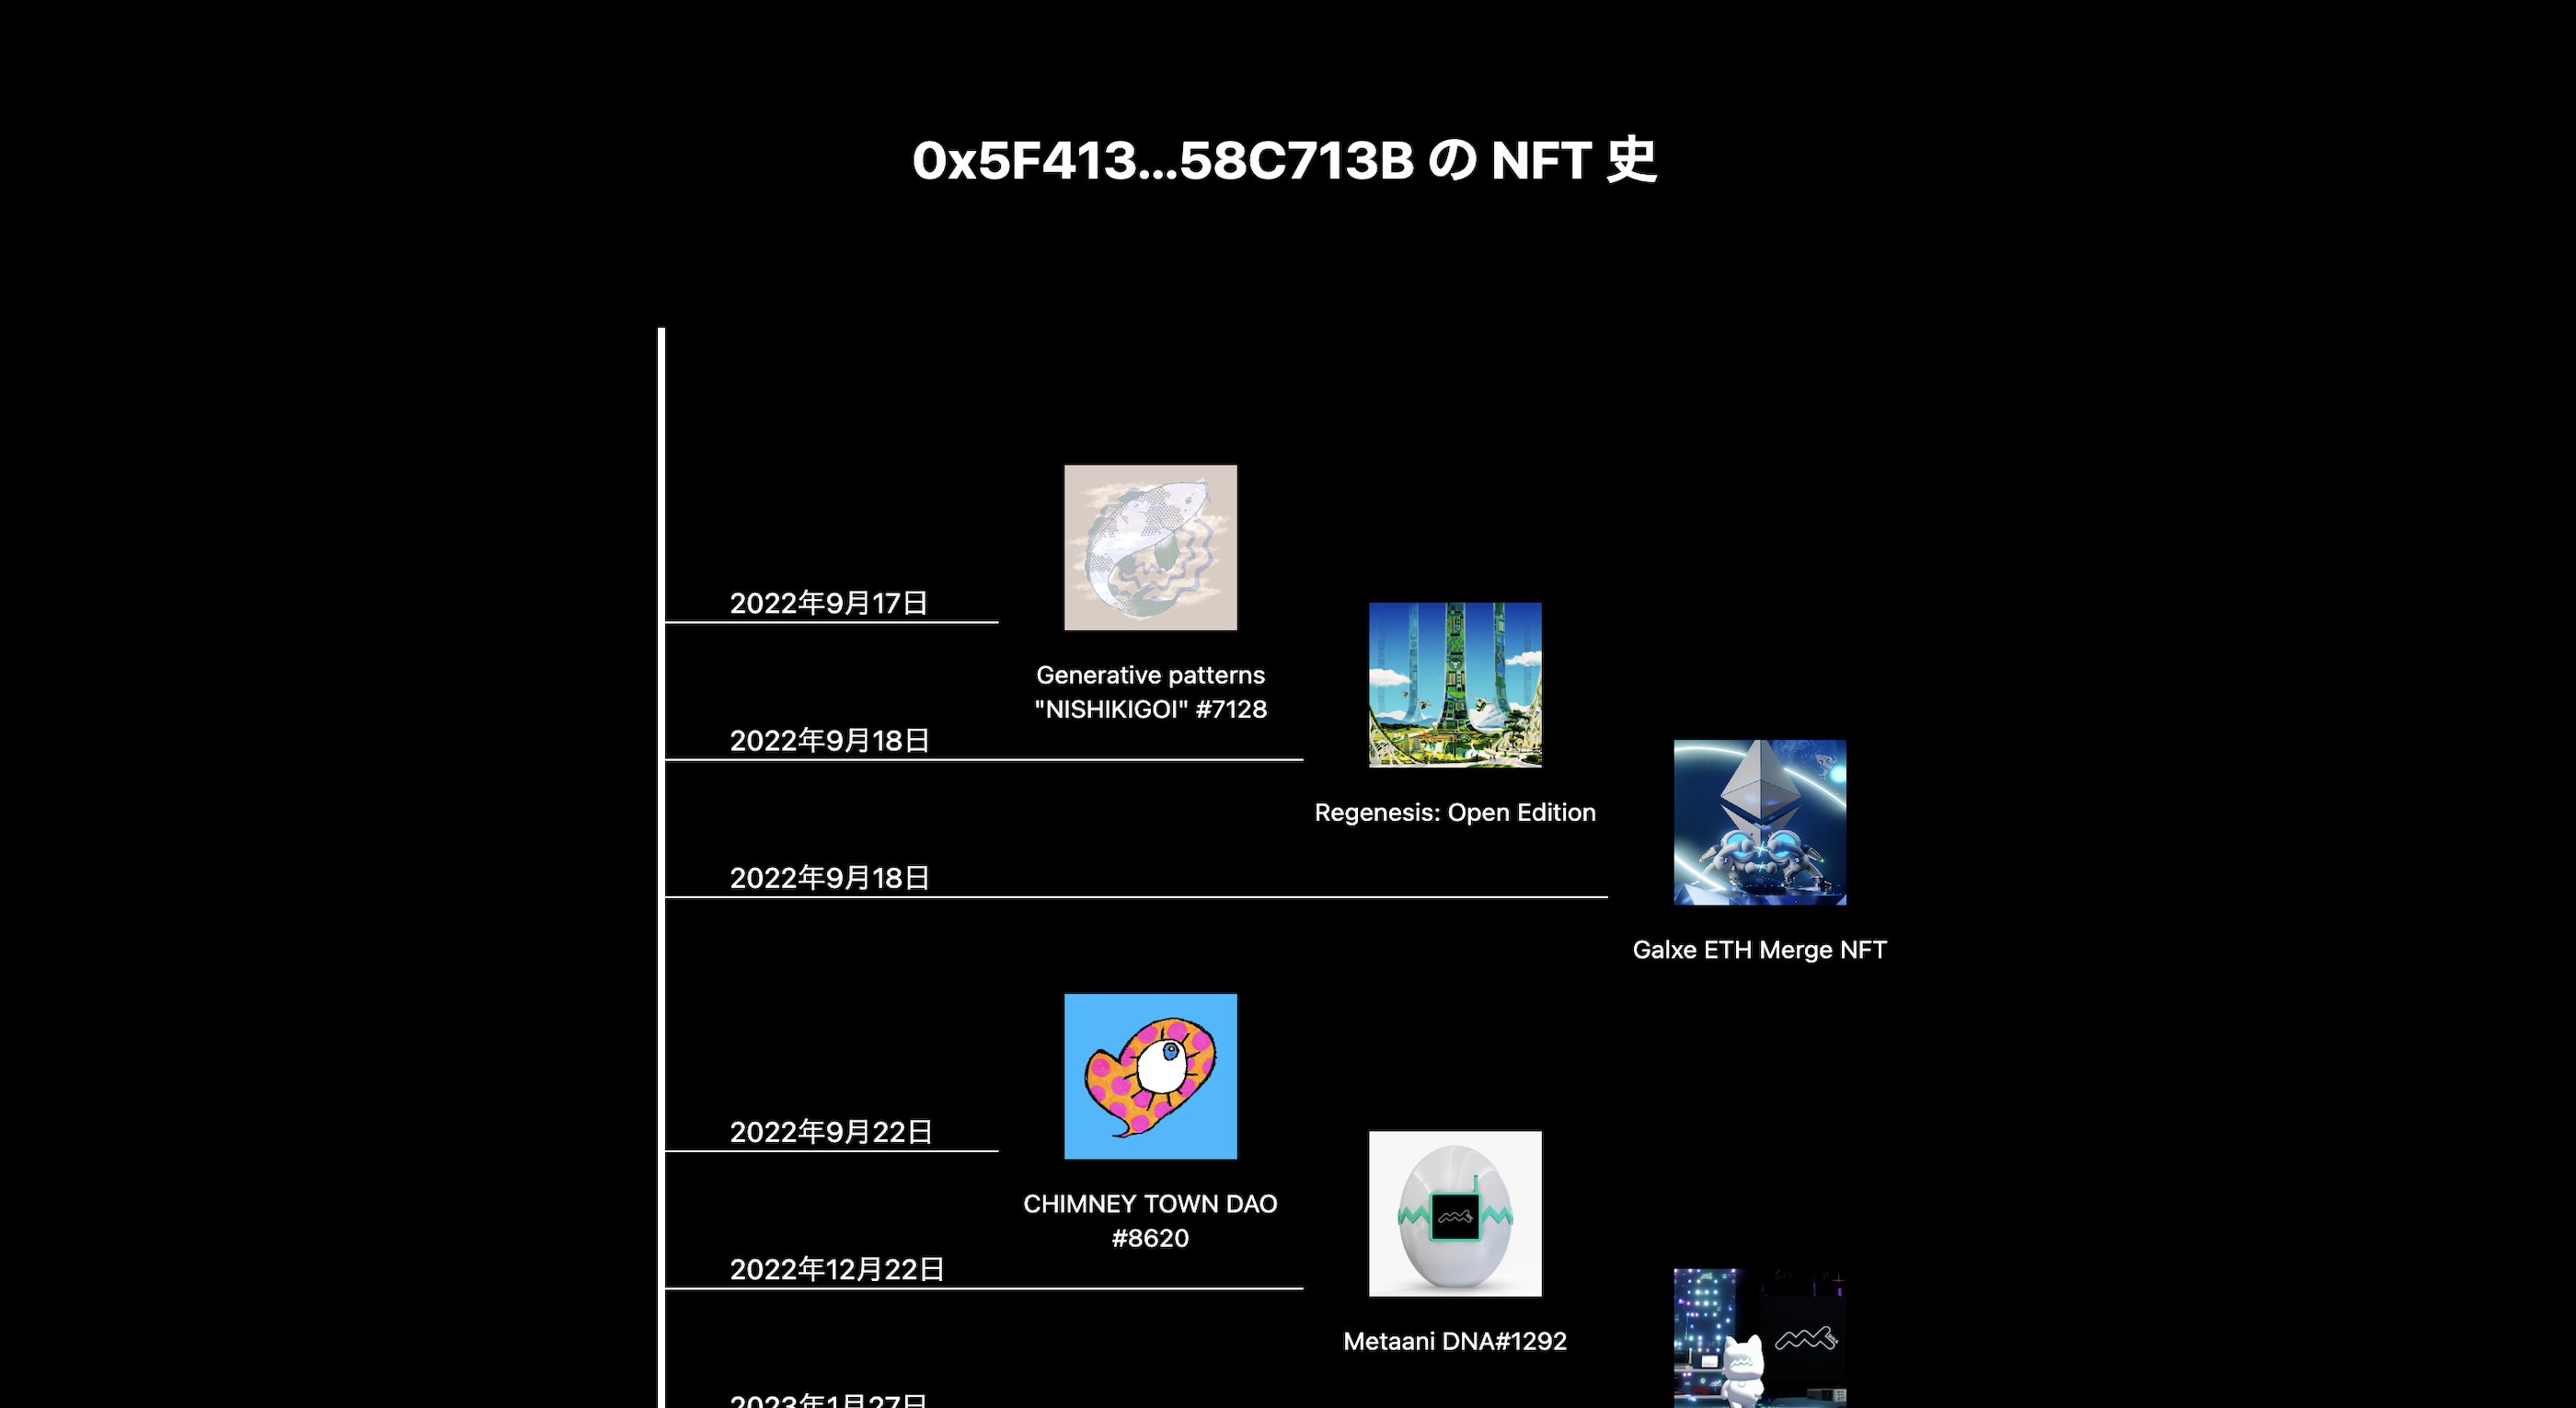 0x5F413...58C713B の NFT 史
2022年9月17日
Generative patterns
"NISHIKIGOI" #7128
2022年9月18日
Regenesis: Open Edition
2022年9月18日
Galxe ETH Merge NFT
2022年9月22日
CHIMNEY TOWN DAO
#8620
2022年12月22日
Metaani DNA#1292
2023年1月27日